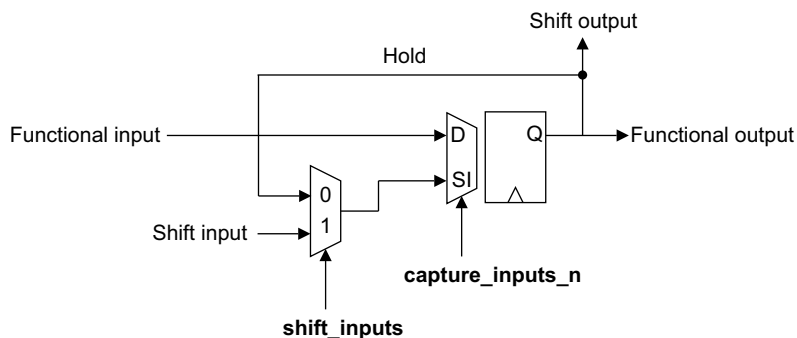 Shift output
Hold
Functional input
D
Q
Functional output
SI
0
1
Shift input
capture_inputs_n
shift_inputs